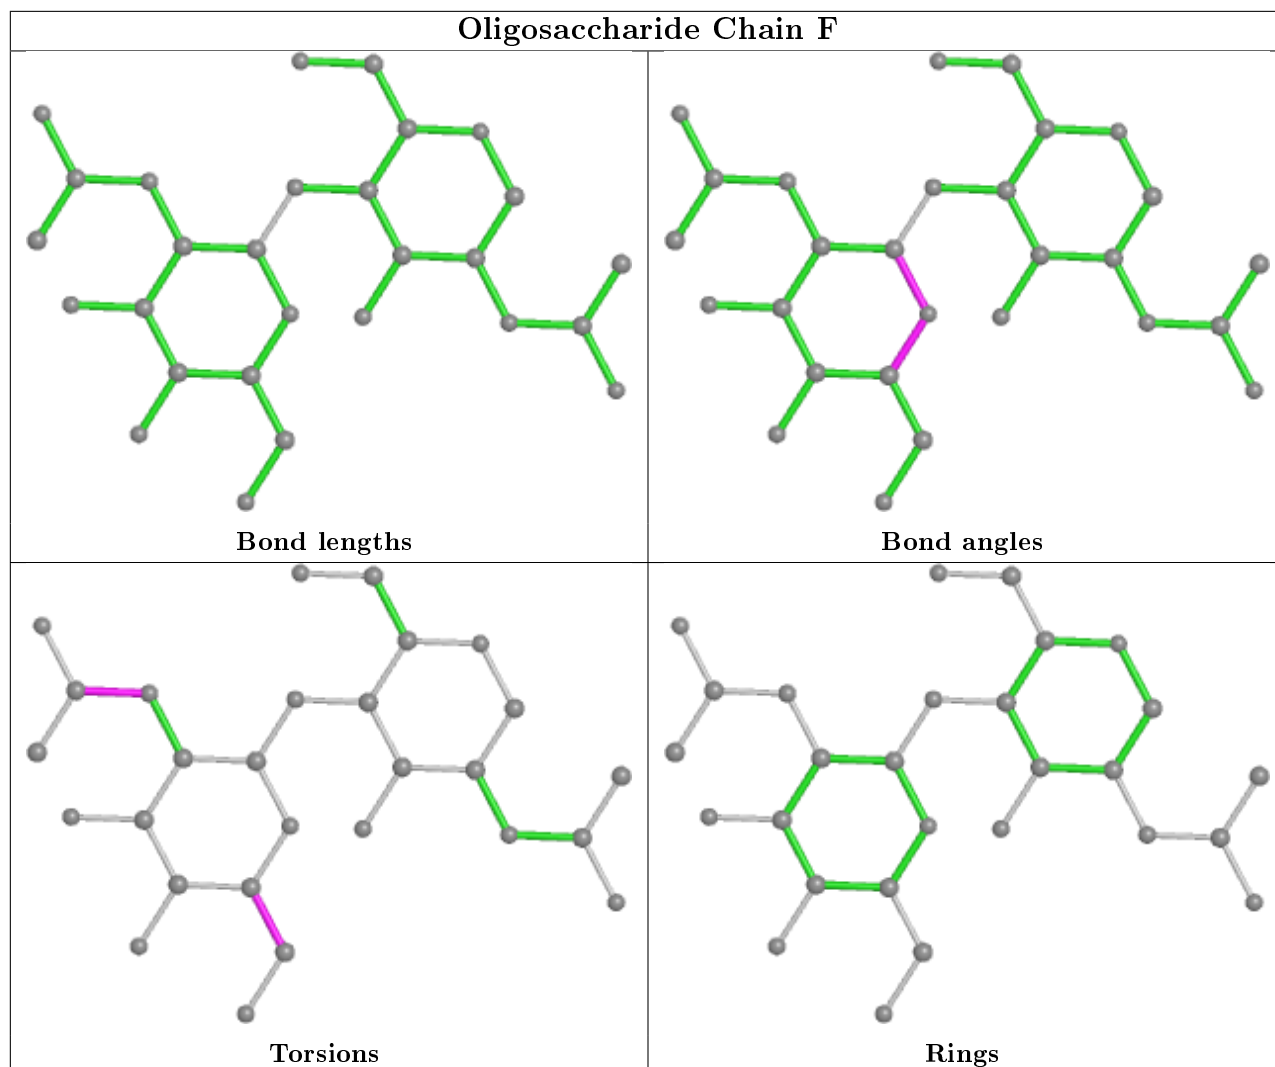 Oligosaccharide Chain F
Bond lengths
Bond angles
Torsions
Rings